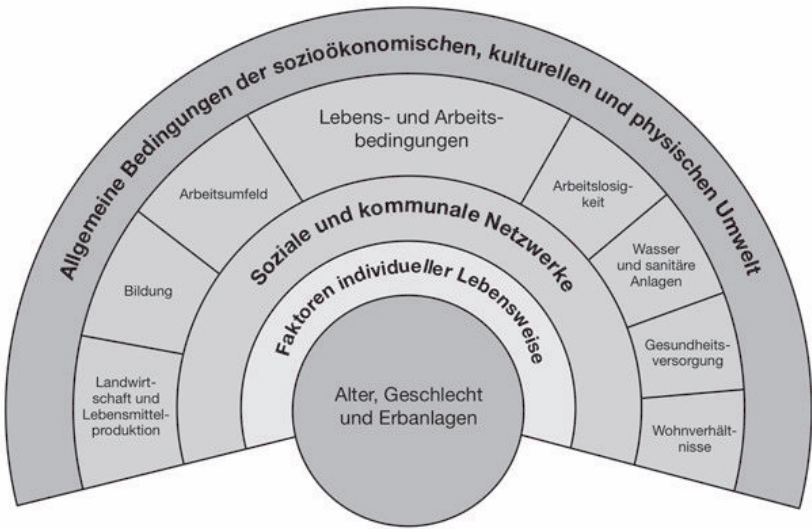 Allgemeine Bedingungen der sozioökonomischen, kulturellen und physischen Umwelt
Lebens- und Arbeits-
bedingungen
Arbeitsumfeld
Arbeitslosig-
keit
Bildung
Wasser
und sanitäre
Anlagen
Landwirt-
schaft und
Lebensmittel-
produktion
Gesundheits-
versorgung
Wohnverhält-
nisse
Soziale und kommunale Netzwerke
Faktoren individueller Lebensweise
Alter, Geschlecht
und Erbanlagen